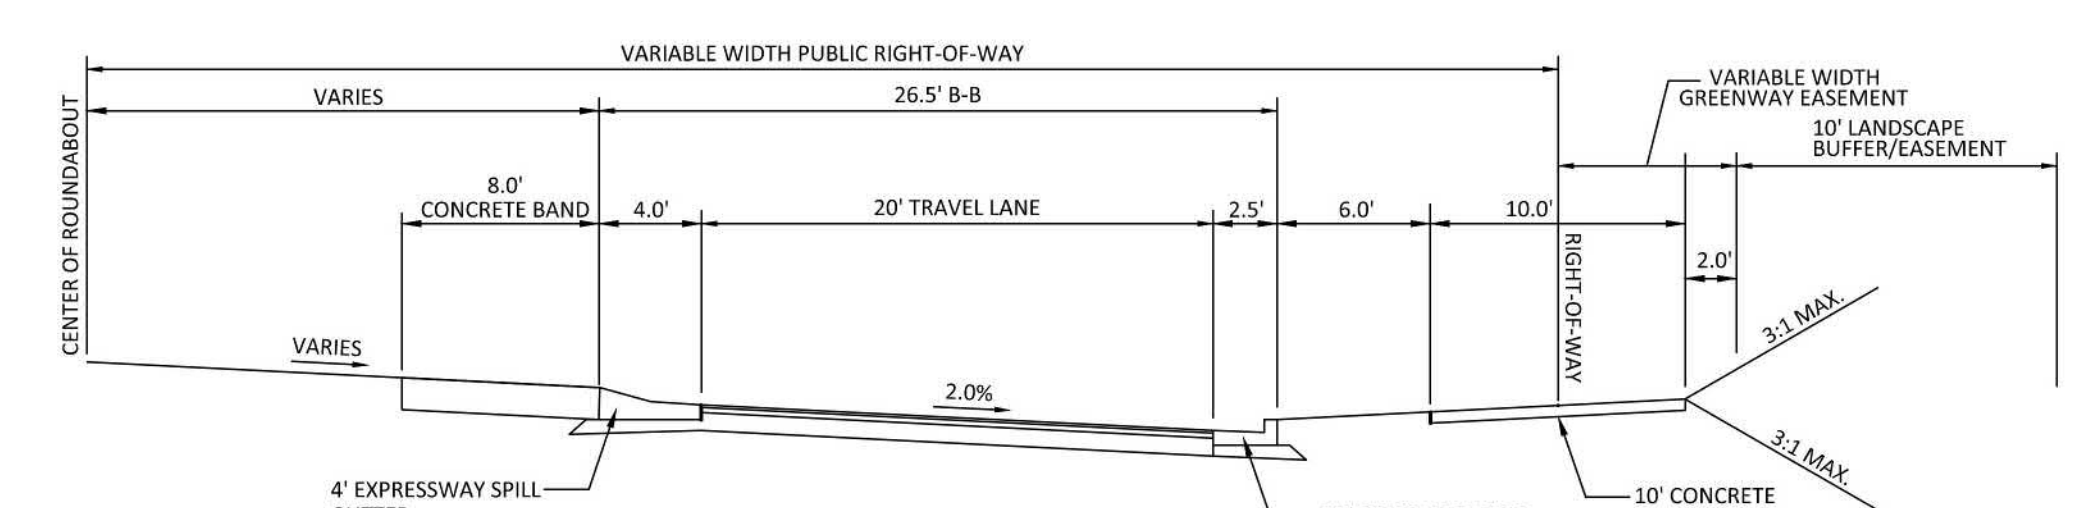 VARIABLE WIDTH PUBLIC RIGHT-OF-WAY
VARIES
26.5' B-B
VARIABLE WIDTH
GREENWAY EASEMENT
10' LANDSCAPE
BUFFER/EASEMENT
CENTER OF ROUNDABOUT
8.0'
CONCRETE BAND
4.0'
20' TRAVEL LANE
2.5'
6.0'
10.0'
RIGHT-OF-WAY
2.0'
VARIES
2.0%
3:1 MAX.
3:1 MAX.
4' EXPRESSWAY SPILL
10' CONCRETE